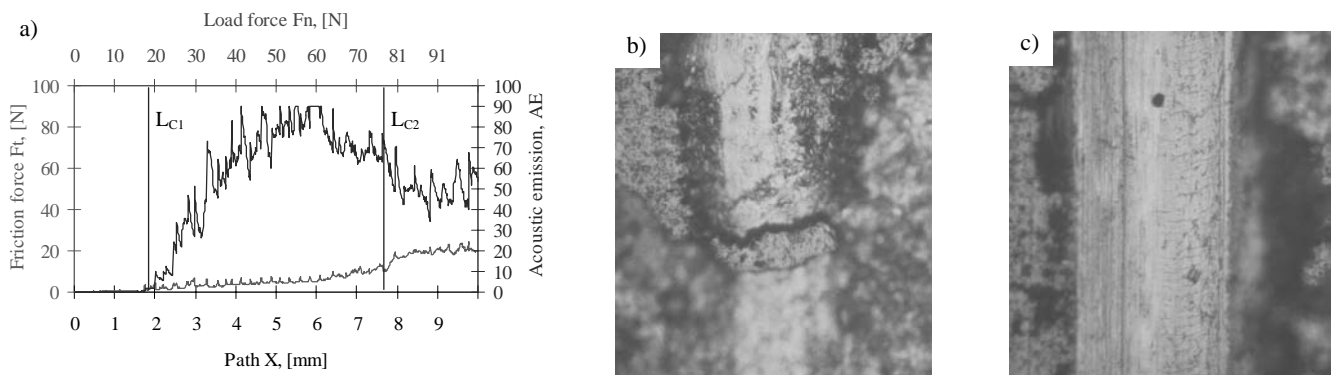 a)
Load force Fn, [N]
0 10 20 30 40 50 60 70 81 91
Friction force Ft, [N]
100
80
60
40
20
0
LC1
LC2
100
90
80
70
60
50
40
30
20
10
0
Acoustic emission, AE
0 1 2 3 4 5 6 7 8 9
Path X, [mm]
b)
c)